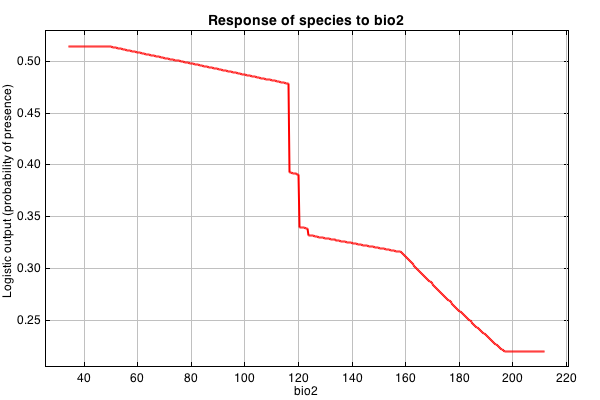 Response of species to bio2
Logistic output (probability of presence)
0.50
0.45
0.40
0.35
0.30
0.25
40 60 80 100 120 140 160 180 200 220
bio2